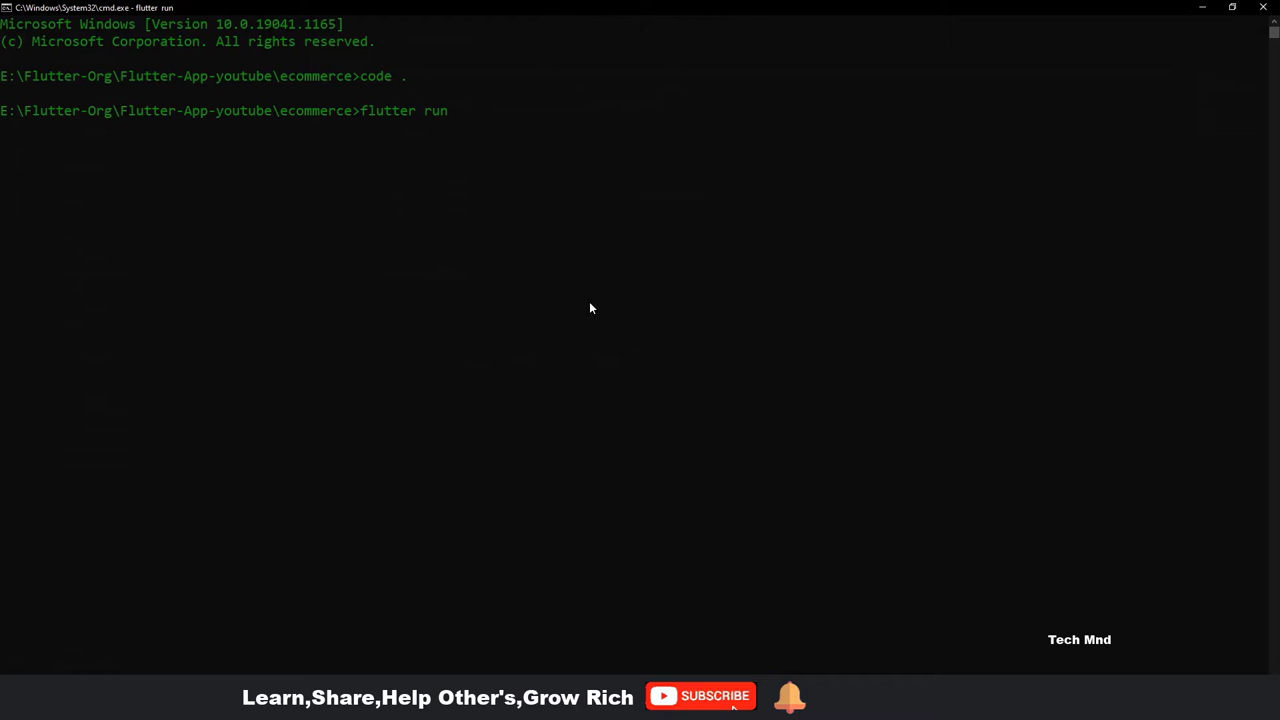 C:\Windows\System32\cmd.exe - flutter run
Microsoft Windows [Version 10.0.19041.1165]
(c) Microsoft Corporation. All rights reserved.
E:\Flutter-Org\Flutter-App-youtube\ecommerce>code .
E:\Flutter-Org\Flutter-App-youtube\ecommerce>flutter run
Tech Mnd
Learn,Share,Help Other's,Grow Rich
SUBSCRIBE